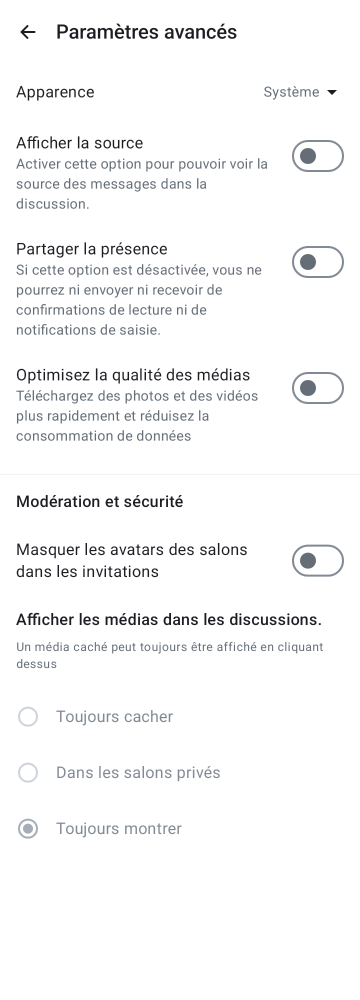 Paramètres avancés
Apparence
Système
Afficher la source
Activer cette option pour pouvoir voir la
source des messages dans la
discussion.
Partager la présence
Si cette option est désactivée, vous ne
pourrez ni envoyer ni recevoir de
confirmations de lecture ni de
notifications de saisie.
Optimisez la qualité des médias
Téléchargez des photos et des vidéos
plus rapidement et réduisez la
consommation de données
Modération et sécurité
Masquer les avatars des salons
dans les invitations
Afficher les médias dans les discussions.
Un média caché peut toujours être affiché en cliquant
dessus
Toujours cacher
Dans les salons privés
Toujours montrer